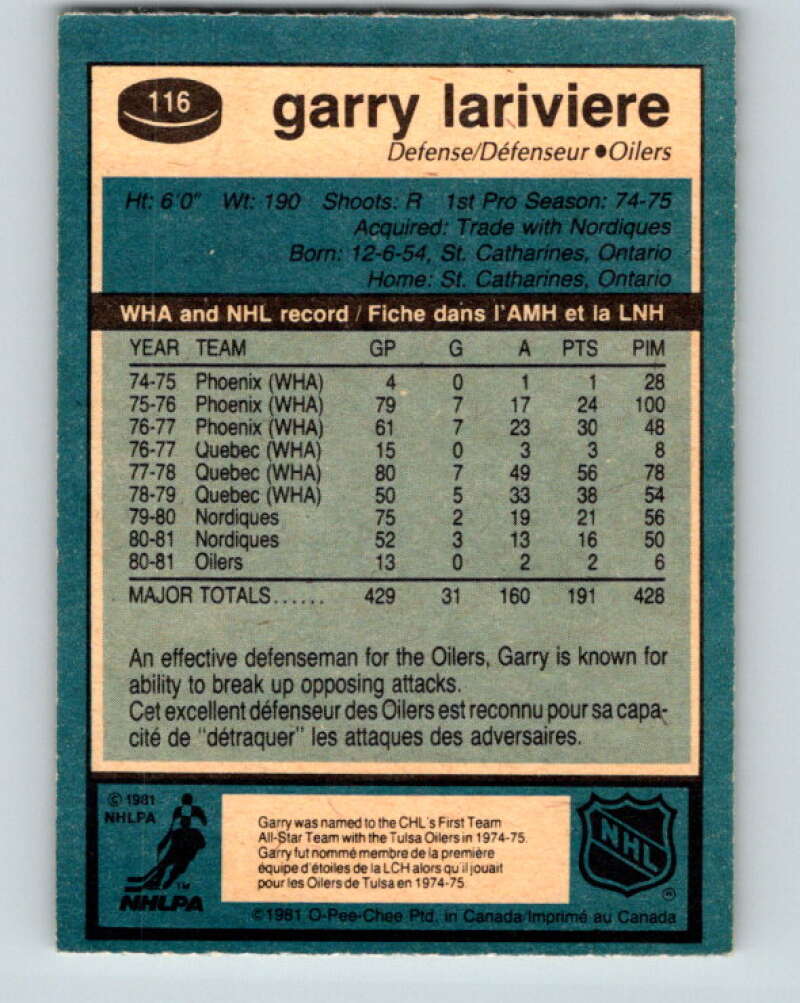 116
garry lariviere
Defense/Défenseur ● Oilers
Ht: 6'0" Wt: 190 Shoots: R 1st Pro Season: 74-75
Acquired: Trade with Nordiques
Born: 12-6-54, St. Catharines, Ontario
Home: St. Catharines, Ontario
WHA and NHL record / Fiche dans l'AMH et la LNH
YEAR TEAM GP G A PTS PIM
74-75 Phoenix (WHA) 4 0 1 1 28
75-76 Phoenix (WHA) 79 7 17 24 100
76-77 Phoenix (WHA) 61 7 23 30 48
76-77 Quebec (WHA) 15 0 3 3 8
77-78 Quebec (WHA) 80 7 49 56 78
78-79 Quebec (WHA) 50 5 33 38 54
79-80 Nordiques 75 2 19 21 56
80-81 Nordiques 52 3 13 16 50
80-81 Oilers 13 0 2 2 6
MAJOR TOTALS...... 429 31 160 191 428
An effective defenseman for the Oilers, Garry is known for
ability to break up opposing attacks.
Cet excellent défenseur des Oilers est reconnu pour sa capa-
cité de "détraquer" les attaques des adversaires.
© 1981
NHLPA
TM
NHLPA
Garry was named to the CHL's First Team
All-Star Team with the Tulsa Oilers in 1974-75.
Garry fut nommé membre de la première
équipe d'étoiles de la LCH alors qu'il jouait
pour les Oilers de Tulsa en 1974-75.
NHL
®
© 1981 O-Pee-Chee Ptd. in Canada/Imprimé au Canada